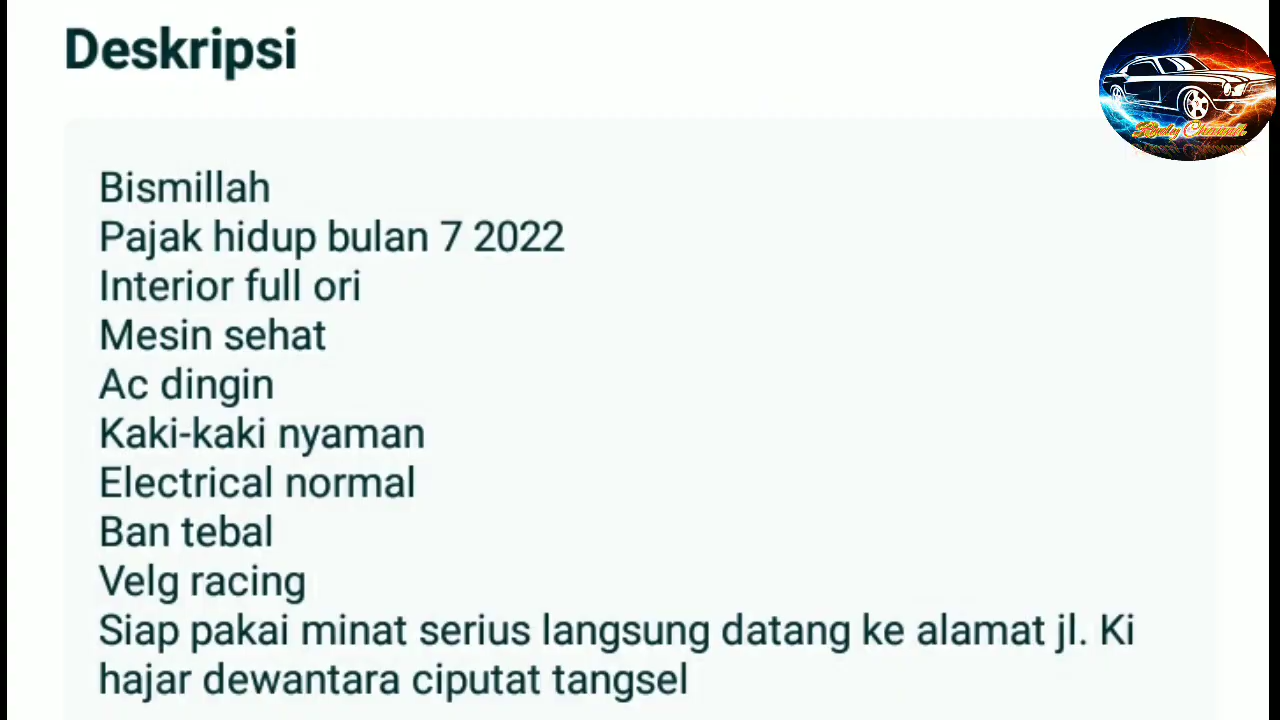 Deskripsi
Bismillah
Pajak hidup bulan 7 2022
Interior full ori
Mesin sehat
Ac dingin
Kaki-kaki nyaman
Electrical normal
Ban tebal
Velg racing
Siap pakai minat serius langsung datang ke alamat jl. Ki
hajar dewantara ciputat tangsel